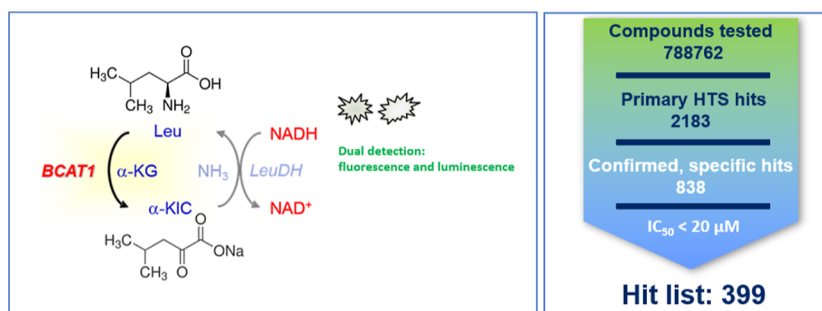 H₃C
O
OH
CH₃ NH₂
Leu
NADH
BCAT1
α-KG
NH₃
LeuDH
α-KIC
NAD⁺
O
H₃C
ONa
CH₃ O
Dual detection:
fluorescence and luminescence
Compounds tested
788762
Primary HTS hits
2183
Confirmed, specific hits
838
IC₅₀ < 20 µM
Hit list: 399